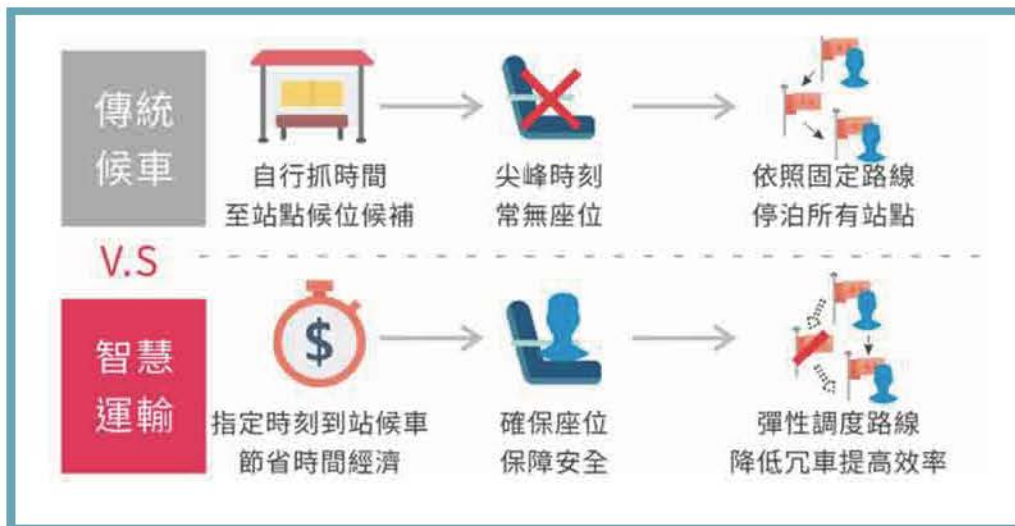 傳統
候車
自行抓時間
至站點候位候補
尖峰時刻
常無座位
依照固定路線
停泊所有站點
V.S
智慧
運輸
$
指定時刻到站候車
節省時間經濟
確保座位
保障安全
彈性調度路線
降低冗車提高效率